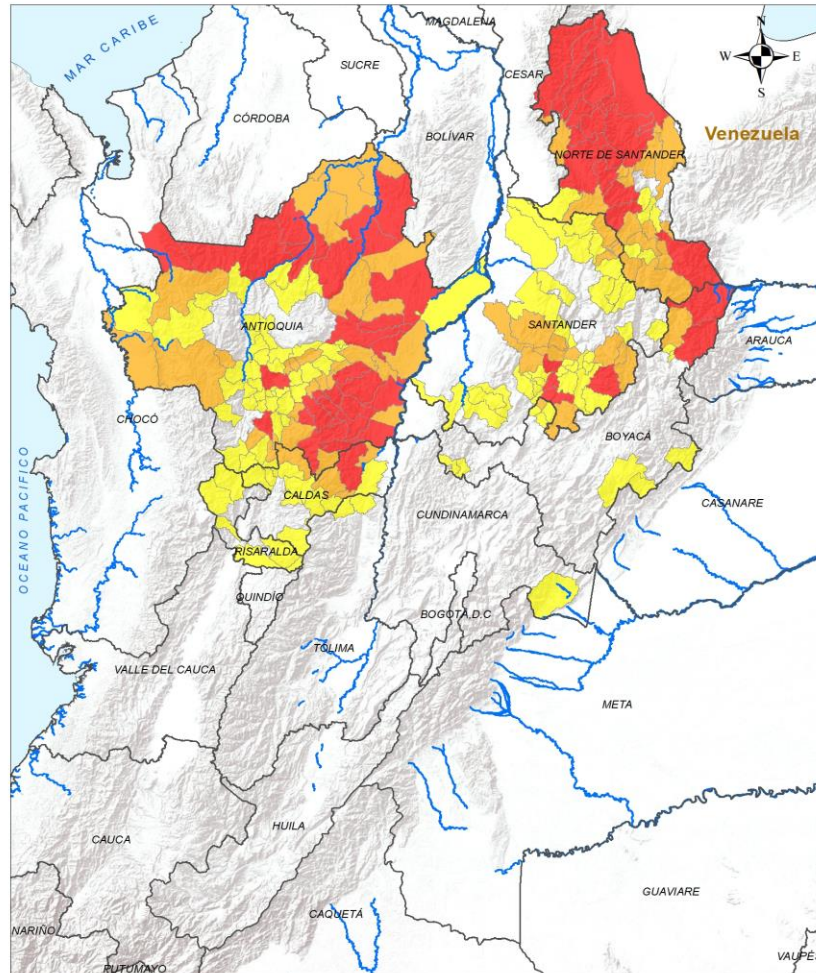 MAGDALENA
MAR CARIBE
N
W E
S
SUCRE
CESAR
CÓRDOBA
BOLÍVAR
Venezuela
NORTE DE SANTANDER
ANTIOQUIA
SANTANDER
ARAUCA
CHOCÓ
BOYACÁ
CALDAS
CASANARE
CUNDINAMARCA
OCEANO PACIFICO
RISARALDA
QUINDÍO
BOGOTÁ D.C.
TOLIMA
VALLE DEL CAUCA
META
HUILA
CAUCA
GUAVIARE
CAQUETÁ
NARIÑO
VAUPÉS
PUTUMAYO